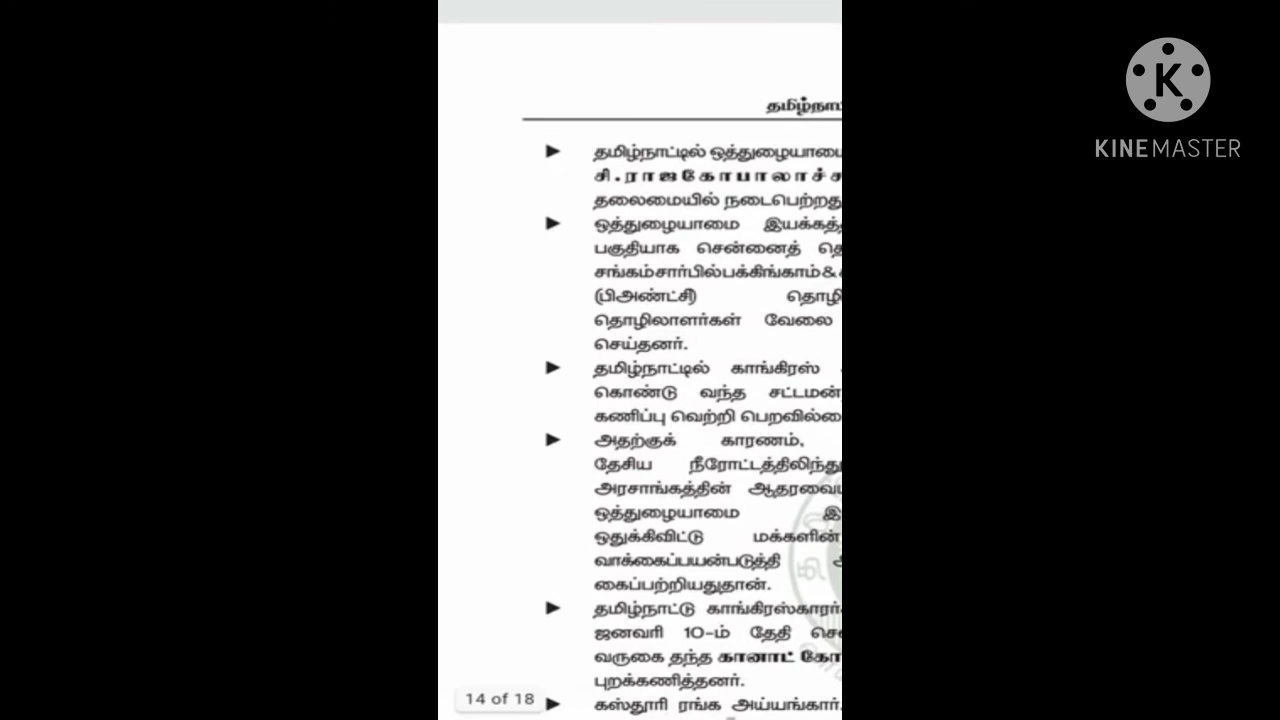 தமிழ்நா
தமிழ்நாட்டில் ஒத்துழையாமை
சி.ராஜகோபாலாச்ச
தலைமையில் நடைபெற்றது
ஒத்துழையாமை இயக்கத்
பகுதியாக சென்னைத் தொ
சங்கம்சார்பில்பக்கிங்காம்&
(பிஅண்ட்சி) தொழி
தொழிலாளர்கள் வேலை
செய்தனர்.
தமிழ்நாட்டில் காங்கிரஸ்
கொண்டு வந்த சட்டமன்
கணிப்பு வெற்றி பெறவில்லை
அதற்குக் காரணம்,
தேசிய நீரோட்டத்திலிந்து
அரசாங்கத்தின் ஆதரவை
ஒத்துழையாமை இ
ஒதுக்கிவிட்டு மக்களின்
வாக்கைப்பயன்படுத்தி
கைப்பற்றியதுதான்.
தமிழ்நாட்டு காங்கிரஸ்காரர்
ஜனவரி 10-ம் தேதி செ
வருகை தந்த கானாட் கோ
புறக்கணித்தனர்.
கஸ்தூரி ரங்க அய்யங்கார்,
14 of 18
K
KINEMASTER